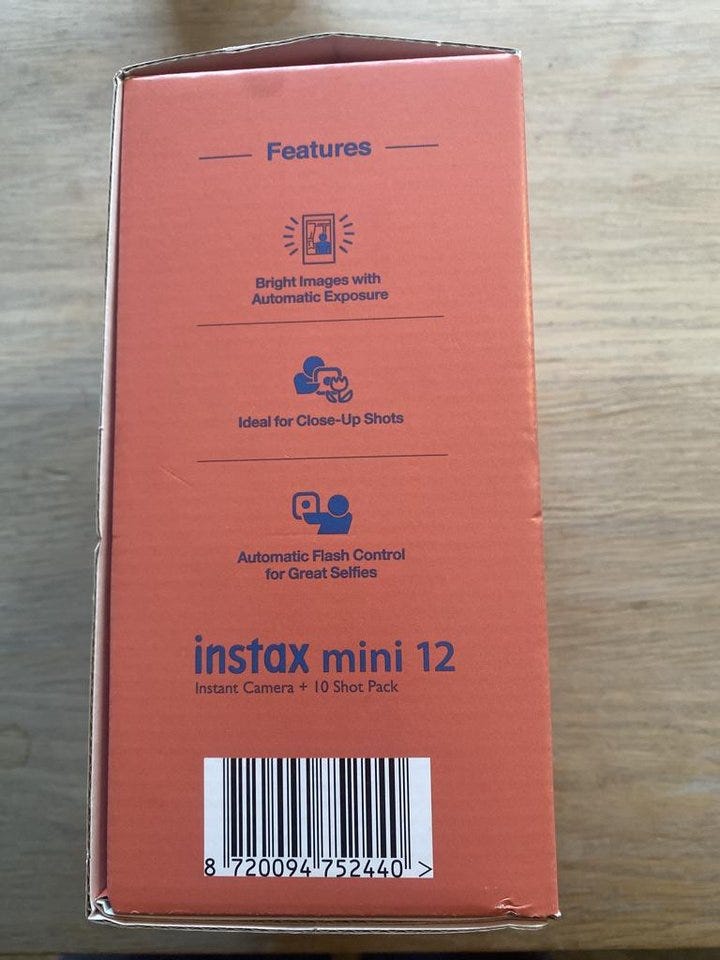 Features
Bright Images with
Automatic Exposure
Ideal for Close-Up Shots
Automatic Flash Control
for Great Selfies
instax mini 12
Instant Camera + 10 Shot Pack
8 720094 752440 >